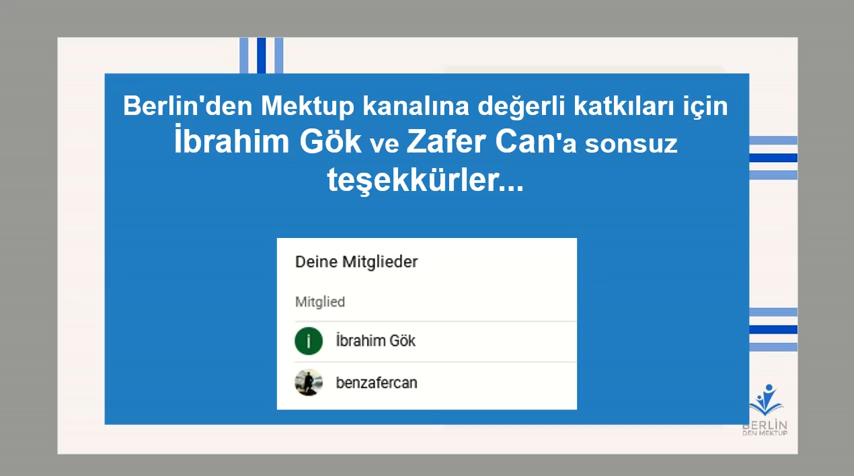 Berlin'den Mektup kanalına değerli katkıları için
İbrahim Gök ve Zafer Can'a sonsuz
teşekkürler...
Deine Mitglieder
Mitglied
i
İbrahim Gök
benzafercan
BERLİN
DEN MEKTUP